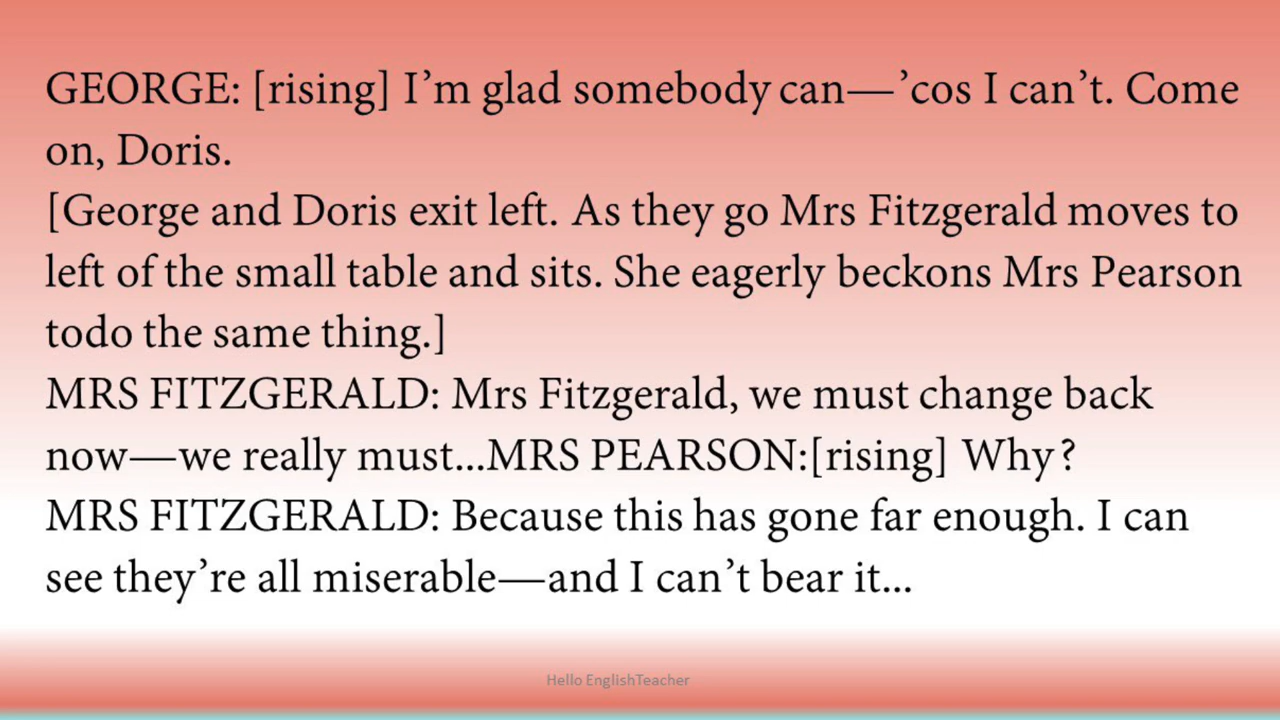 GEORGE: [rising] I’m glad somebody can—’cos I can’t. Come
on, Doris.
[George and Doris exit left. As they go Mrs Fitzgerald moves to
left of the small table and sits. She eagerly beckons Mrs Pearson
todo the same thing.]
MRS FITZGERALD: Mrs Fitzgerald, we must change back
now—we really must...MRS PEARSON:[rising] Why?
MRS FITZGERALD: Because this has gone far enough. I can
see they’re all miserable—and I can’t bear it...
Hello EnglishTeacher